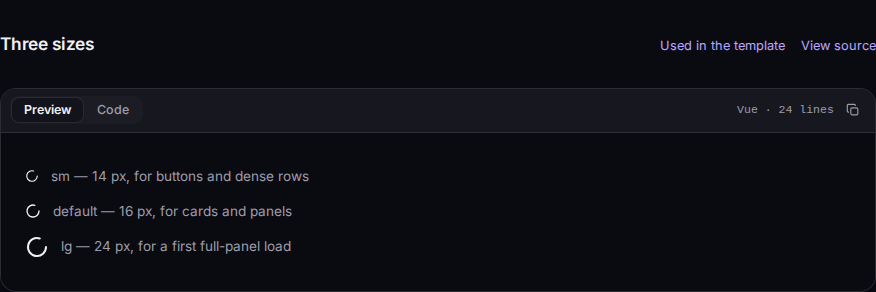 Three sizes
Used in the template
View source
Preview
Code
Vue · 24 lines
sm — 14 px, for buttons and dense rows
default — 16 px, for cards and panels
lg — 24 px, for a first full-panel load